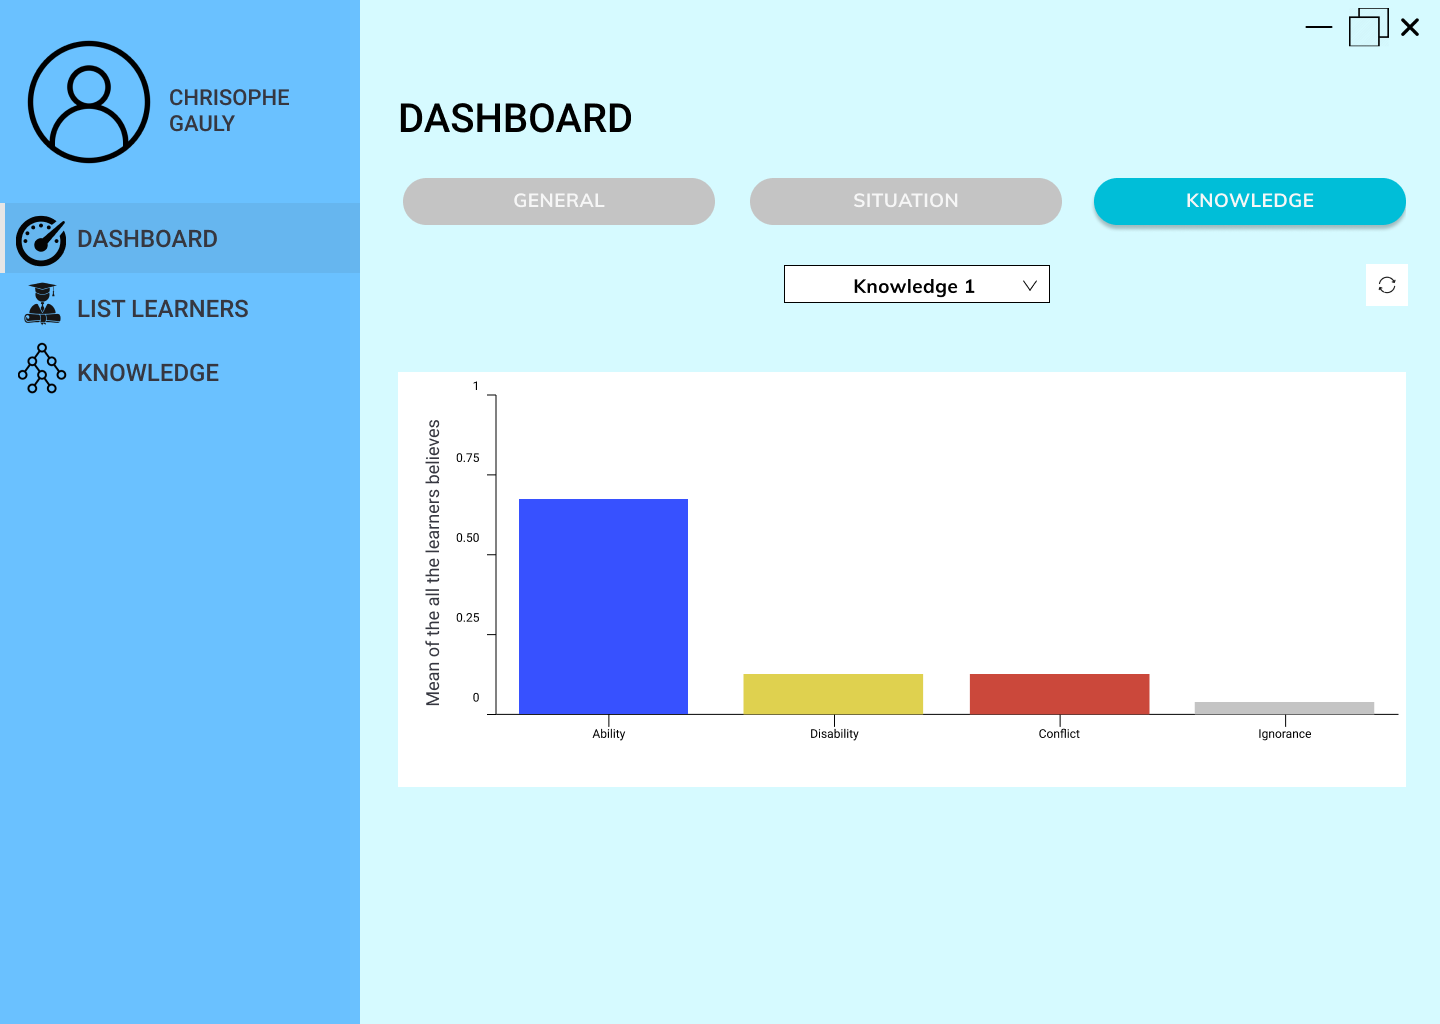 CHRISOPHE
GAULY
DASHBOARD
LIST LEARNERS
KNOWLEDGE
DASHBOARD
GENERAL
SITUATION
KNOWLEDGE
Knowledge 1
Mean of the all the learners believes
1
0.75
0.50
0.25
0
Ability
Disability
Conflict
Ignorance